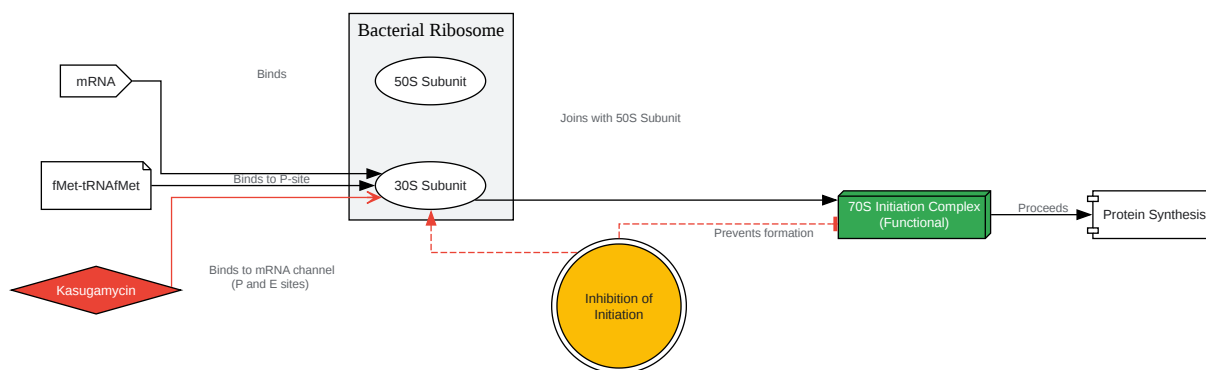 Bacterial Ribosome
50S Subunit
30S Subunit
mRNA
Binds
fMet-tRNAfMet
Binds to P-site
Kasugamycin
Binds to mRNA channel
(P and E sites)
Joins with 50S Subunit
Inhibition of
Initiation
Prevents formation
70S Initiation Complex
(Functional)
Proceeds
Protein Synthesis